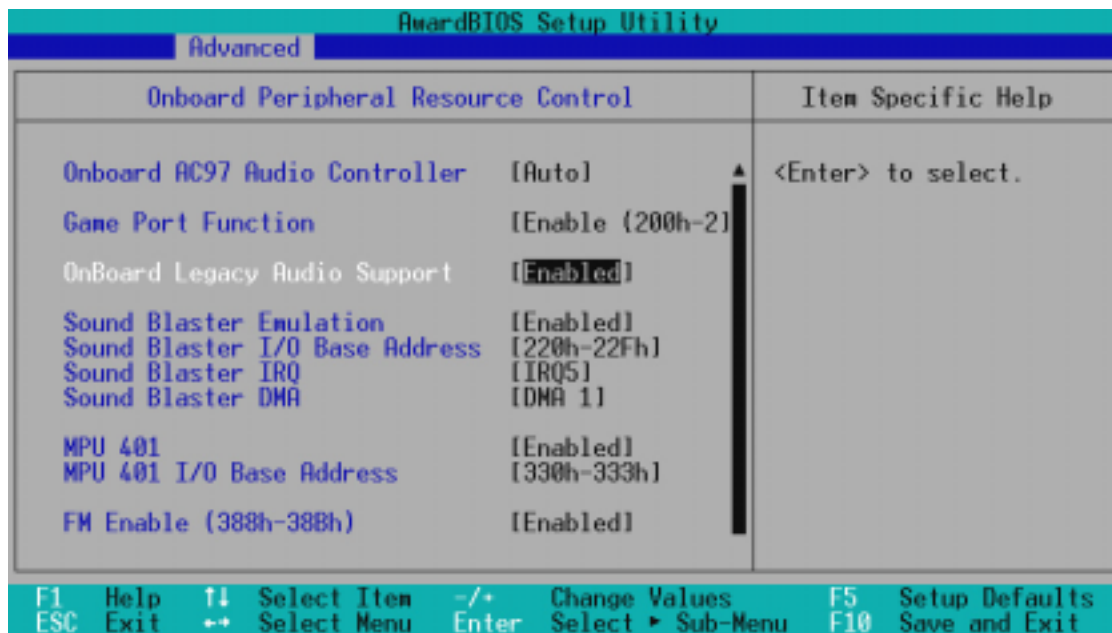 AwardBIOS Setup Utility
Advanced
Onboard Peripheral Resource Control
Item Specific Help
Onboard AC97 Audio Controller [Auto]
<Enter> to select.
Game Port Function [Enable (200h-2]
OnBoard Legacy Audio Support [Enabled]
Sound Blaster Emulation [Enabled]
Sound Blaster I/O Base Address [220h-22Fh]
Sound Blaster IRQ [IRQ5]
Sound Blaster DMA [DMA 1]
MPU 401 [Enabled]
MPU 401 I/O Base Address [330h-333h]
FM Enable (388h-38Bh) [Enabled]
F1 Help ↑↓ Select Item -/+ Change Values F5 Setup Defaults
ESC Exit ←→ Select Menu Enter Select ► Sub-Menu F10 Save and Exit